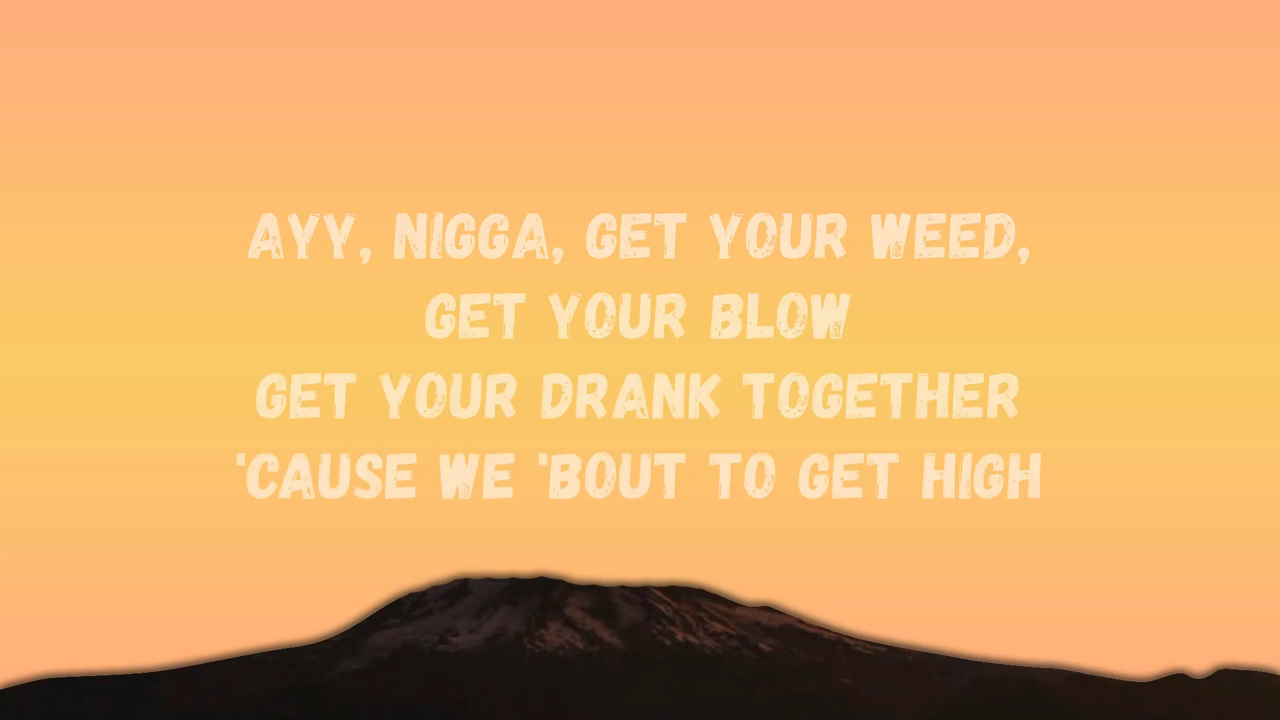 AYY, NIGGA, GET YOUR WEED,
GET YOUR BLOW
GET YOUR DRANK TOGETHER
'CAUSE WE 'BOUT TO GET HIGH